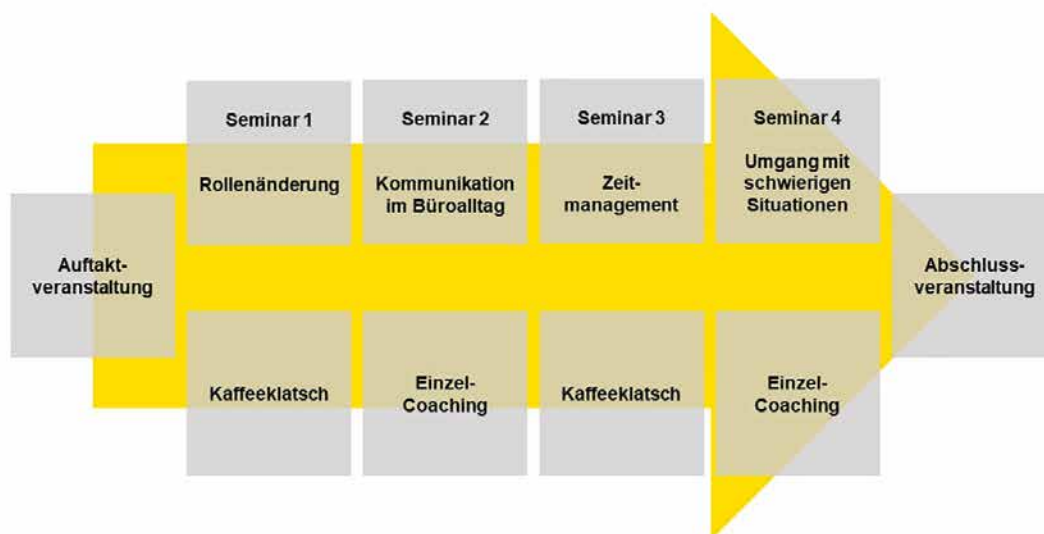 Auftakt-
veranstaltung
Seminar 1
Rollenänderung
Seminar 2
Kommunikation
im Büroalltag
Seminar 3
Zeit-
management
Seminar 4
Umgang mit
schwierigen
Situationen
Kaffeeklatsch
Einzel-
Coaching
Kaffeeklatsch
Einzel-
Coaching
Abschluss-
veranstaltung